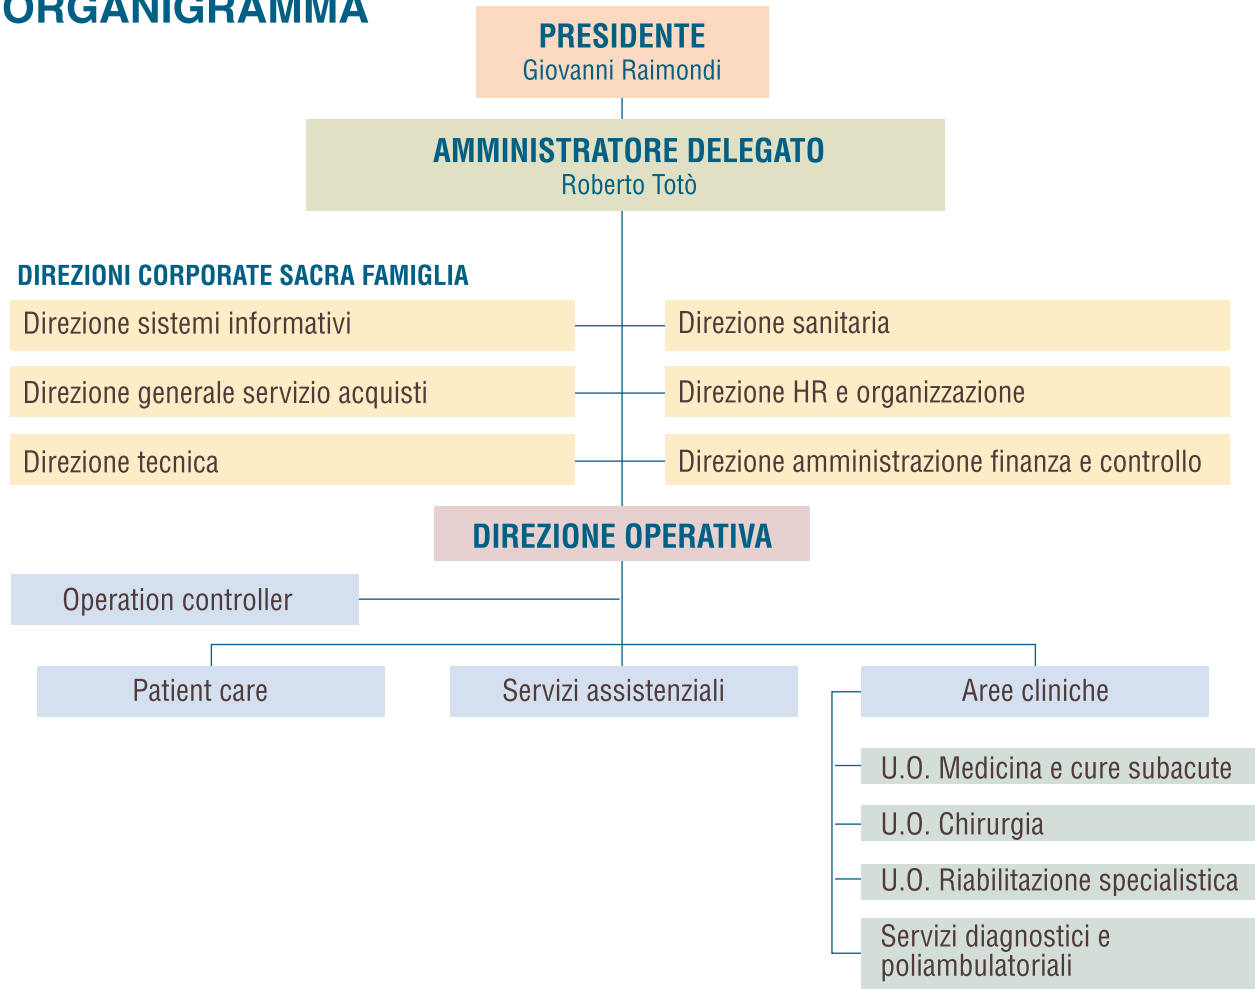 ORGANIGRAMMA
PRESIDENTE
Giovanni Raimondi
AMMINISTRATORE DELEGATO
Roberto Totò
DIREZIONI CORPORATE SACRA FAMIGLIA
Direzione sistemi informativi
Direzione sanitaria
Direzione generale servizio acquisti
Direzione HR e organizzazione
Direzione tecnica
Direzione amministrazione finanza e controllo
DIREZIONE OPERATIVA
Operation controller
Patient care
Servizi assistenziali
Aree cliniche
U.O. Medicina e cure subacute
U.O. Chirurgia
U.O. Riabilitazione specialistica
Servizi diagnostici e
poliambulatoriali